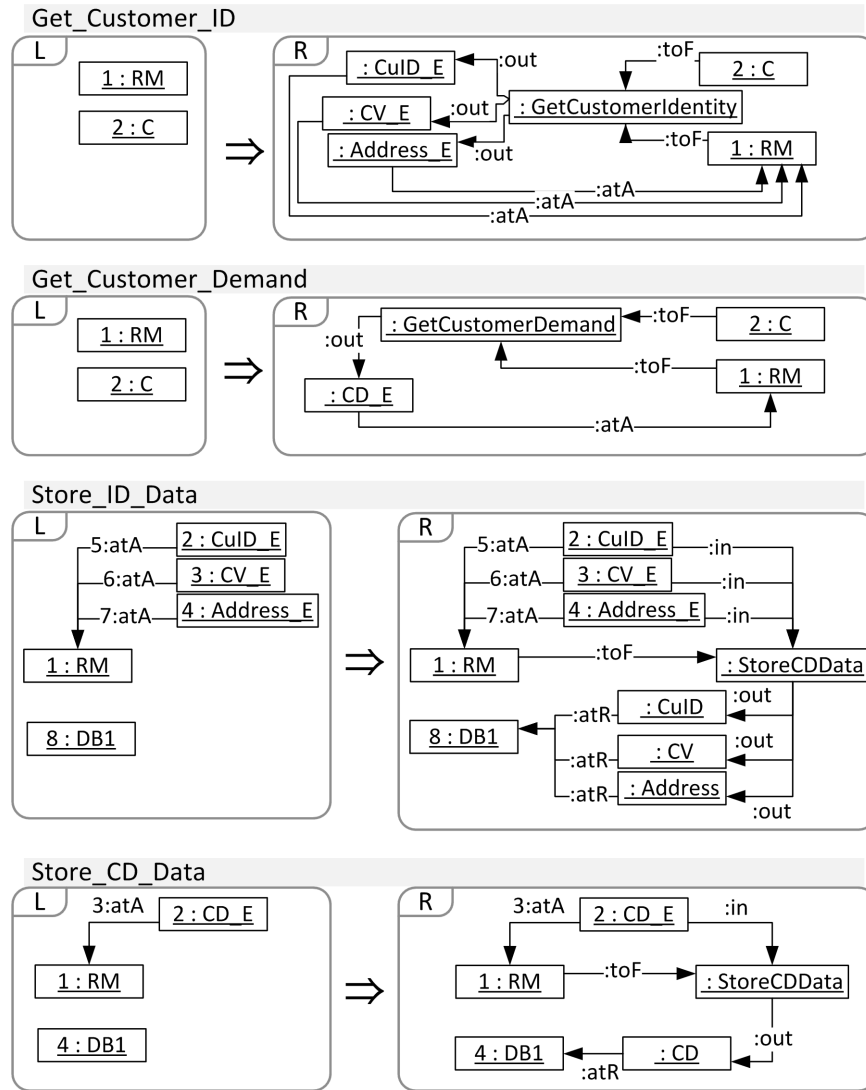 Get_Customer_ID
L
1 : RM
2 : C
⇒
R
: CuID_E
:out
:toF
2 : C
: CV_E
:out
: GetCustomerIdentity
: Address_E
:out
:toF
1 : RM
:atA
:atA
:atA
Get_Customer_Demand
L
1 : RM
2 : C
⇒
R
: GetCustomerDemand
:toF
2 : C
:out
:toF
1 : RM
: CD_E
:atA
Store_ID_Data
L
5:atA
2 : CuID_E
6:atA
3 : CV_E
7:atA
4 : Address_E
1 : RM
8 : DB1
⇒
R
5:atA
2 : CuID_E
:in
6:atA
3 : CV_E
:in
7:atA
4 : Address_E
:in
1 : RM
:toF
: StoreCDData
:atR
: CuID
:out
8 : DB1
:atR
: CV
:out
:atR
: Address
:out
Store_CD_Data
L
3:atA
2 : CD_E
1 : RM
4 : DB1
⇒
R
3:atA
2 : CD_E
:in
1 : RM
:toF
: StoreCDData
:out
4 : DB1
:atR
: CD